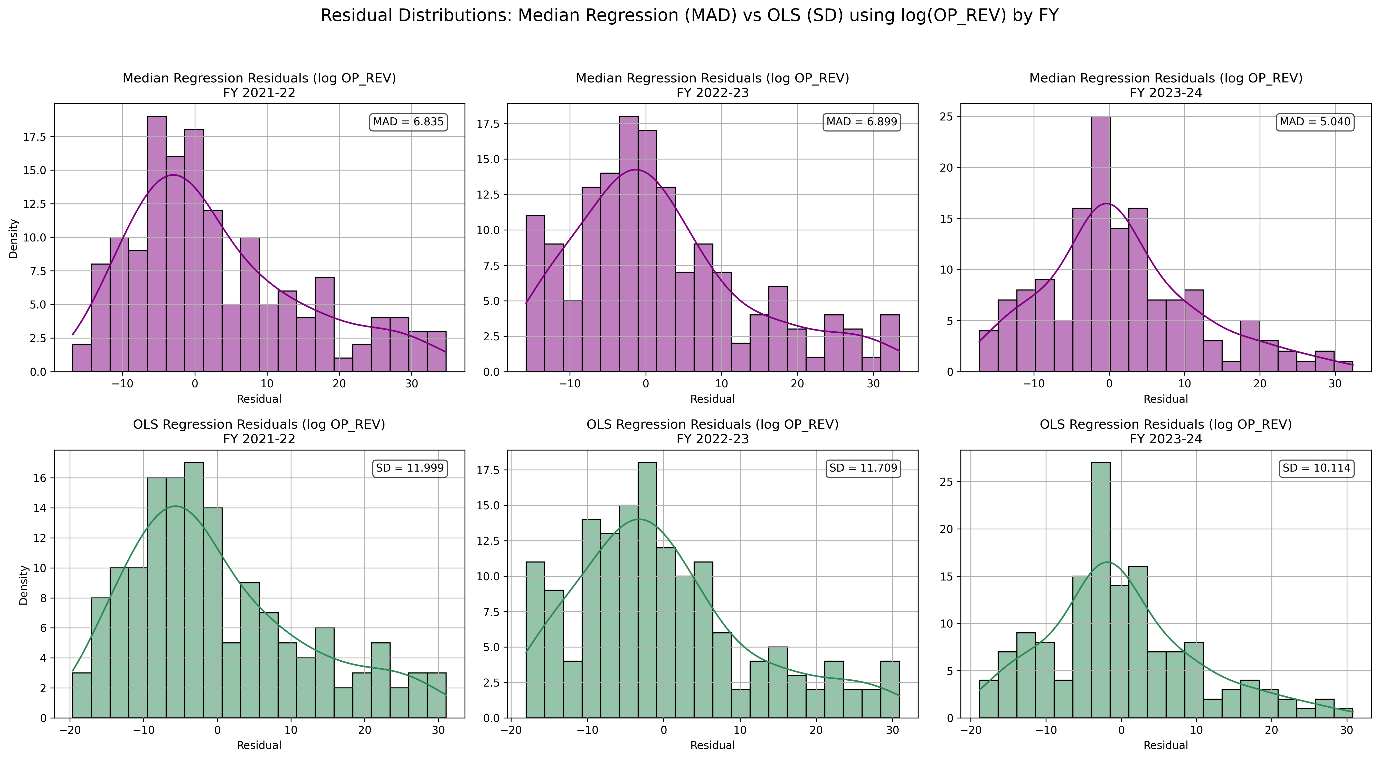 Residual Distributions: Median Regression (MAD) vs OLS (SD) using log(OP_REV) by FY
Median Regression Residuals (log OP_REV)
FY 2021-22
MAD = 6.835
17.5
15.0
12.5
10.0
7.5
5.0
2.5
0.0
Density
−10
0
10
20
30
Residual
Median Regression Residuals (log OP_REV)
FY 2022-23
MAD = 6.899
17.5
15.0
12.5
10.0
7.5
5.0
2.5
0.0
−10
0
10
20
30
Residual
Median Regression Residuals (log OP_REV)
FY 2023-24
MAD = 5.040
25
20
15
10
5
0
−10
0
10
20
30
Residual
OLS Regression Residuals (log OP_REV)
FY 2021-22
SD = 11.999
16
14
12
10
8
6
4
2
0
Density
−20
−10
0
10
20
30
Residual
OLS Regression Residuals (log OP_REV)
FY 2022-23
SD = 11.709
17.5
15.0
12.5
10.0
7.5
5.0
2.5
0.0
−20
−10
0
10
20
30
Residual
OLS Regression Residuals (log OP_REV)
FY 2023-24
SD = 10.114
25
20
15
10
5
0
−20
−10
0
10
20
30
Residual